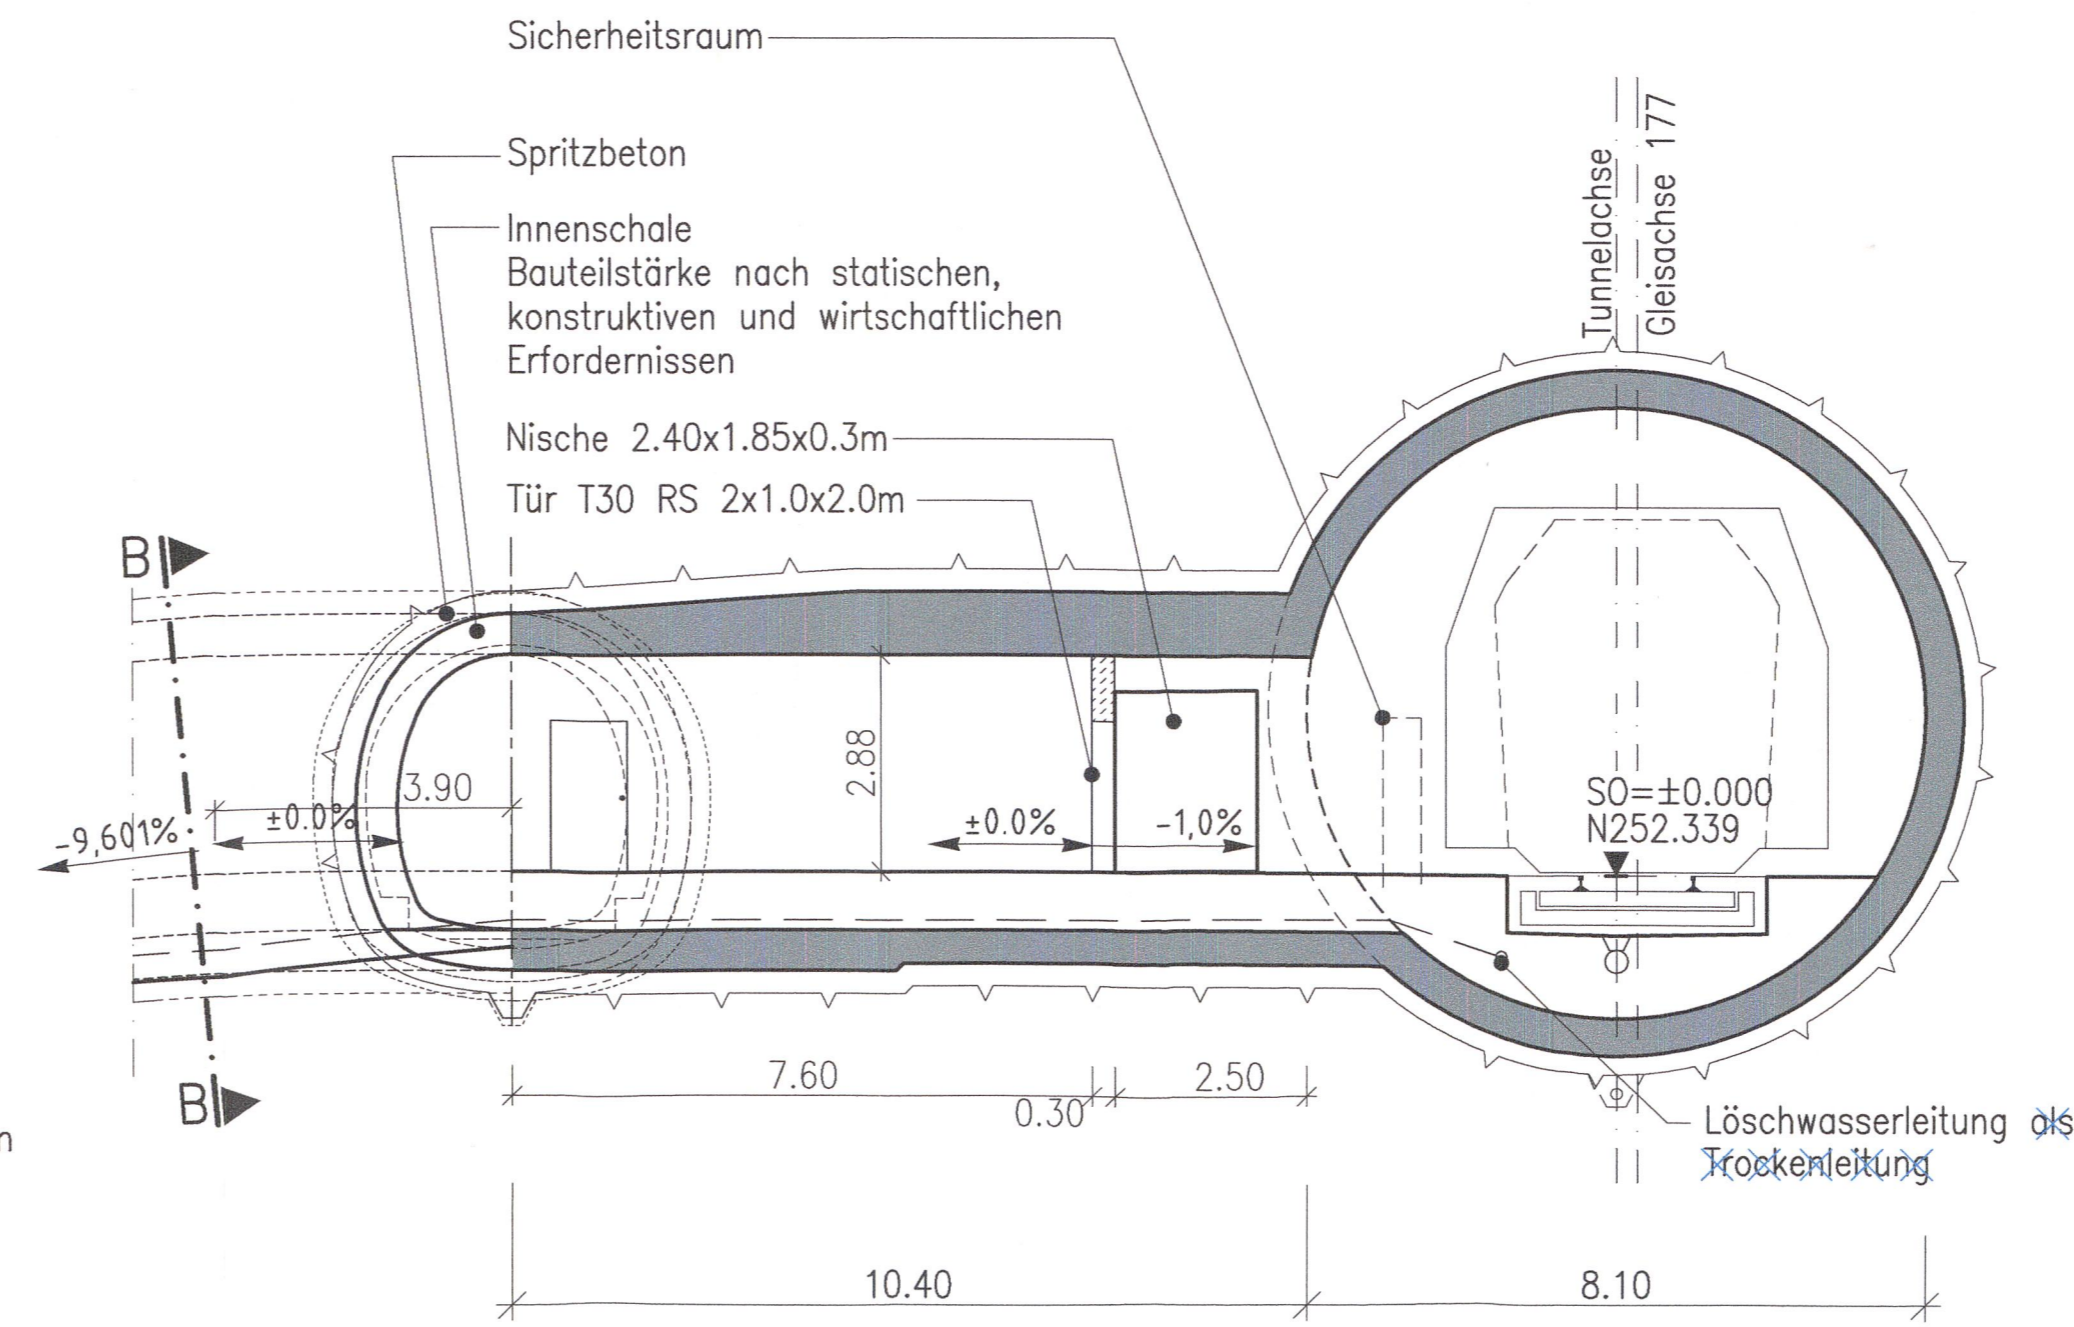 Sicherheitsraum
Spritzbeton
Innenschale
Bauteilstärke nach statischen,
konstruktiven und wirtschaftlichen
Erfordernissen
Nische 2.40x1.85x0.3m
Tür T30 RS 2x1.0x2.0m
Tunnelachse
Gleisachse 177
B
3.90
±0.0%
-9,601%
2.88
±0.0%
-1,0%
SO=±0.000
N252.339
B
7.60
0.30
2.50
n
Löschwasserleitung als
Trockenleitung
10.40
8.10